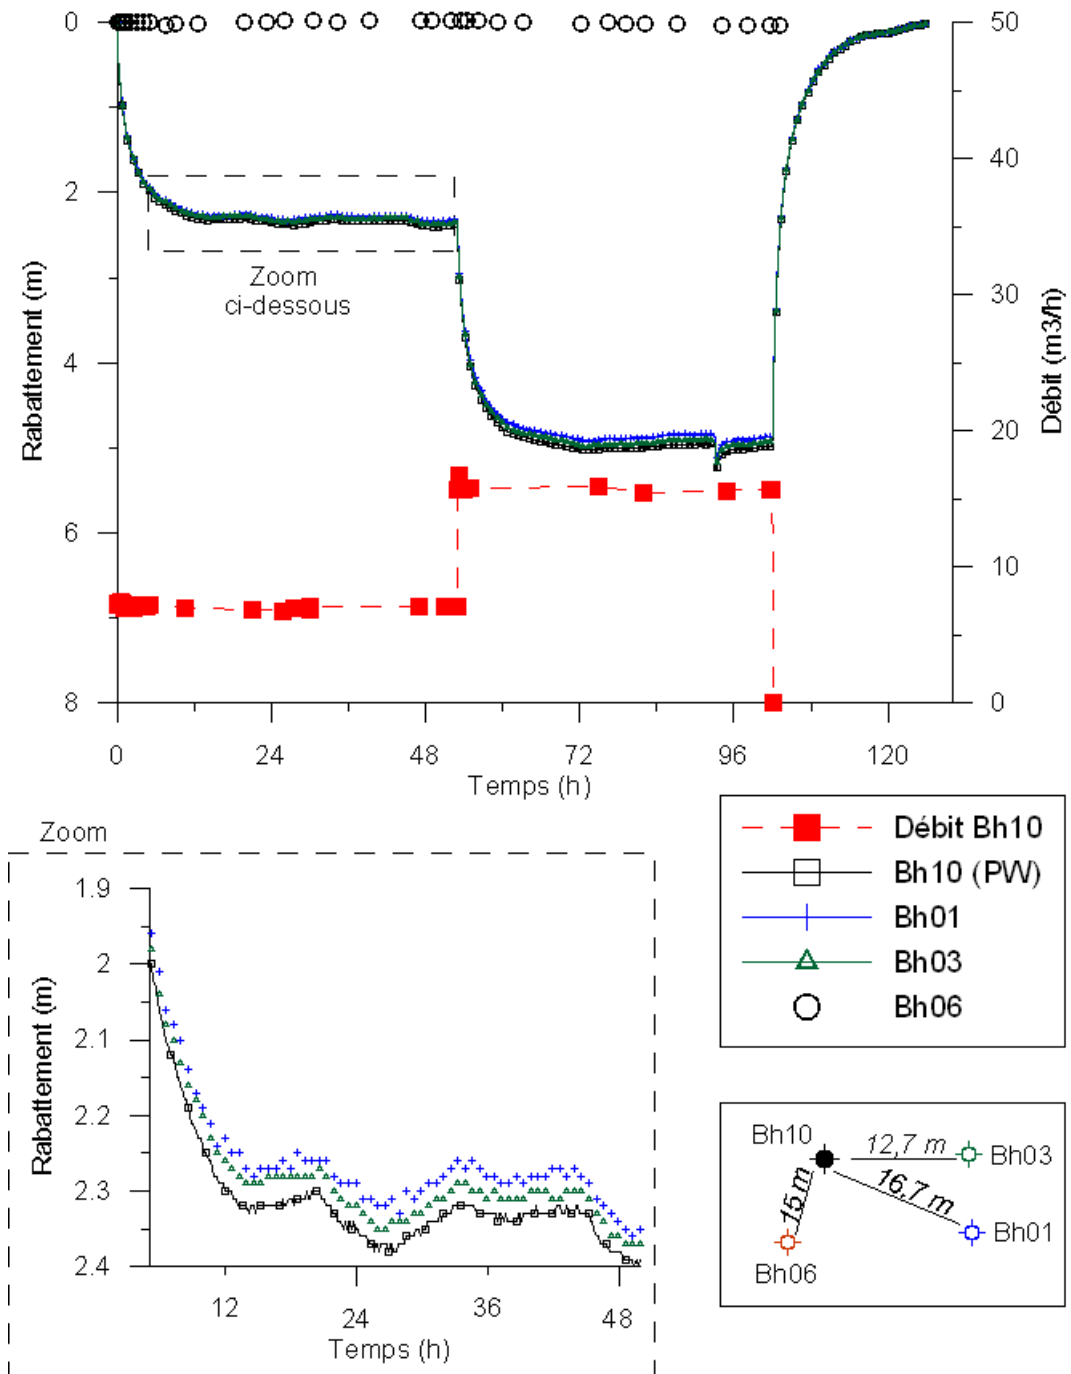 0
2
4
6
8
Rabattement (m)
50
40
30
20
10
0
Débit (m3/h)
Zoom
ci-dessous
0
24
48
72
96
120
Temps (h)
Zoom
1.9
2
2.1
2.2
2.3
2.4
Rabattement (m)
12
24
36
48
Temps (h)
Débit Bh10
Bh10 (PW)
Bh01
Bh03
Bh06
Bh10
12,7 m
Bh03
16,7 m
15 m
Bh01
Bh06